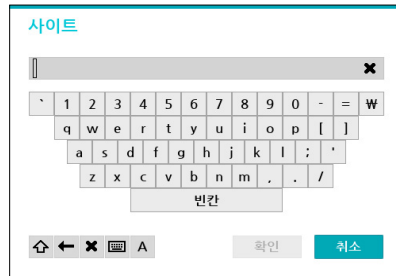 사이트
` 1 2 3 4 5 6 7 8 9 0 - = ₩
q w e r t y u i o p [ ]
a s d f g h j k l ; '
z x c v b n m , . /
빈칸
A 확인 취소